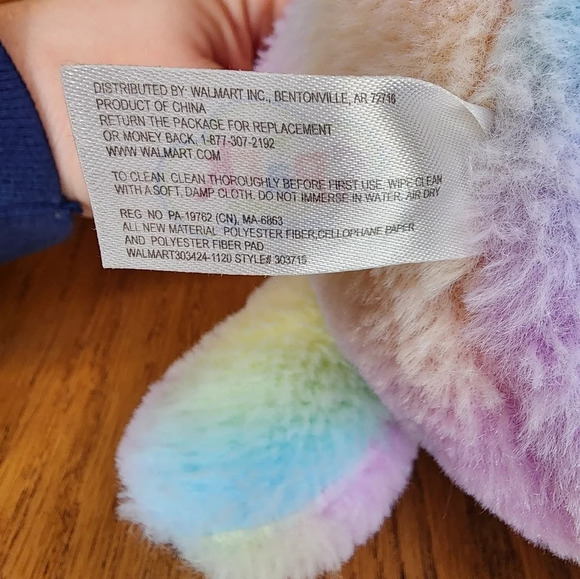 DISTRIBUTED BY: WALMART INC., BENTONVILLE, AR 72716
PRODUCT OF CHINA
RETURN THE PACKAGE FOR REPLACEMENT
OR MONEY BACK, 1-877-307-2192
WWW.WALMART.COM
TO CLEAN: CLEAN THOROUGHLY BEFORE FIRST USE. WIPE CLEAN
WITH A SOFT, DAMP CLOTH. DO NOT IMMERSE IN WATER. AIR DRY
REG. NO. PA-19762 (CN), MA-6863
ALL NEW MATERIAL POLYESTER FIBER,CELLOPHANE PAPER
AND POLYESTER FIBER PAD
WALMART303424-1120 STYLE# 303715